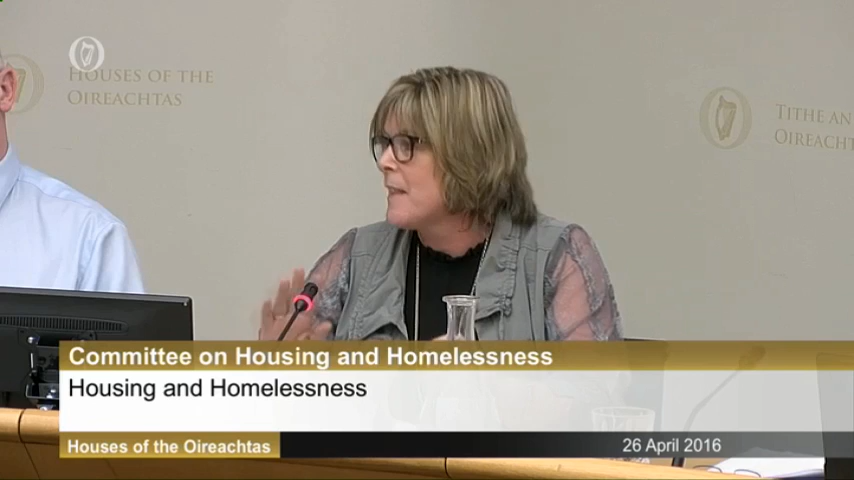 HOUSES OF THE
OIREACHTAS
TITHE AN
OIREACHT
Committee on Housing and Homelessness
Housing and Homelessness
Houses of the Oireachtas
26 April 2016